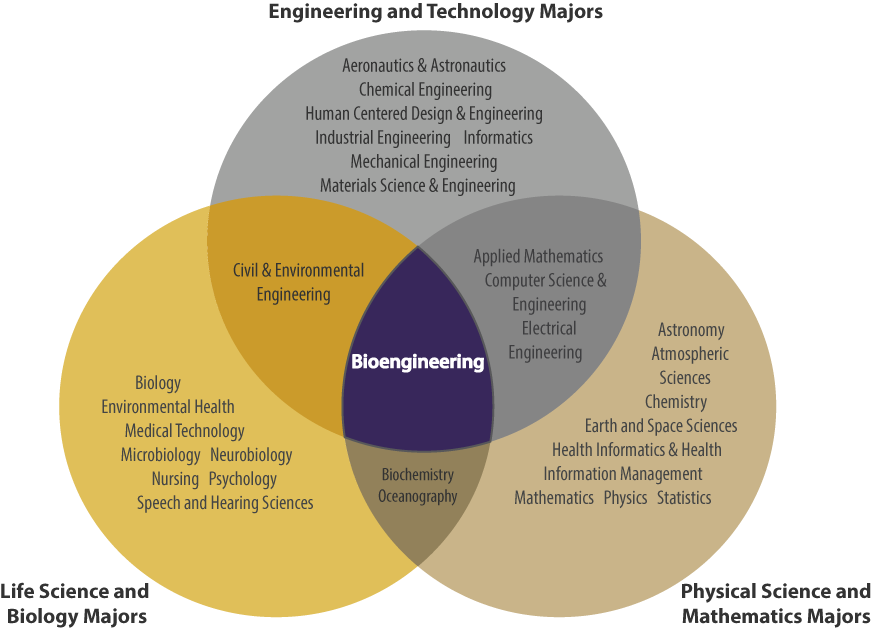 Engineering and Technology Majors
Aeronautics & Astronautics
Chemical Engineering
Human Centered Design & Engineering
Industrial Engineering Informatics
Mechanical Engineering
Materials Science & Engineering
Civil & Environmental
Engineering
Applied Mathematics
Computer Science &
Engineering
Electrical
Engineering
Bioengineering
Biology
Environmental Health
Medical Technology
Microbiology Neurobiology
Nursing Psychology
Speech and Hearing Sciences
Biochemistry
Oceanography
Astronomy
Atmospheric
Sciences
Chemistry
Earth and Space Sciences
Health Informatics & Health
Information Management
Mathematics Physics Statistics
Life Science and
Biology Majors
Physical Science and
Mathematics Majors